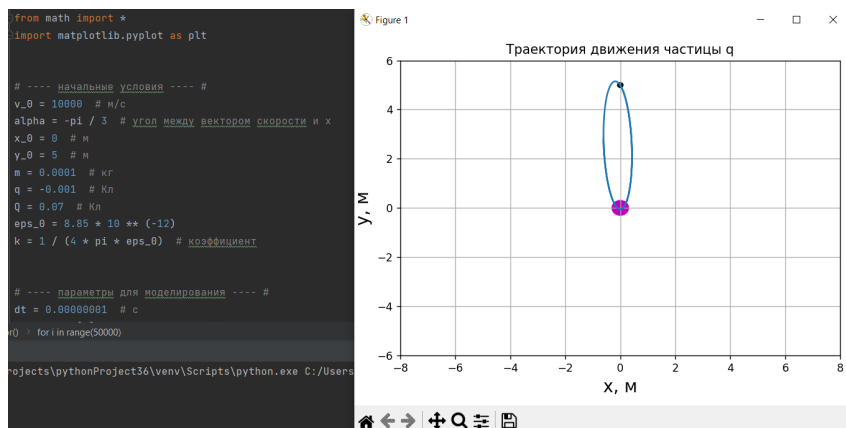 from math import *
import matplotlib.pyplot as plt
# ---- начальные условия ---- #
v_0 = 10000 # м/с
alpha = -pi / 3 # угол между вектором скорости и х
x_0 = 0 # м
y_0 = 5 # м
m = 0.0001 # кг
q = -0.001 # Кл
Q = 0.07 # Кл
eps_0 = 8.85 * 10 ** (-12)
k = 1 / (4 * pi * eps_0) # коэффициент
# ---- параметры для моделирования ---- #
dt = 0.00000001 # с
for i in range(50000)
rojects\pythonProject36\venv\Scripts\python.exe C:/Users
Figure 1
Траектория движения частицы q
6
4
2
0
−2
−4
−6
y, м
−8 −6 −4 −2 0 2 4 6 8
x, м